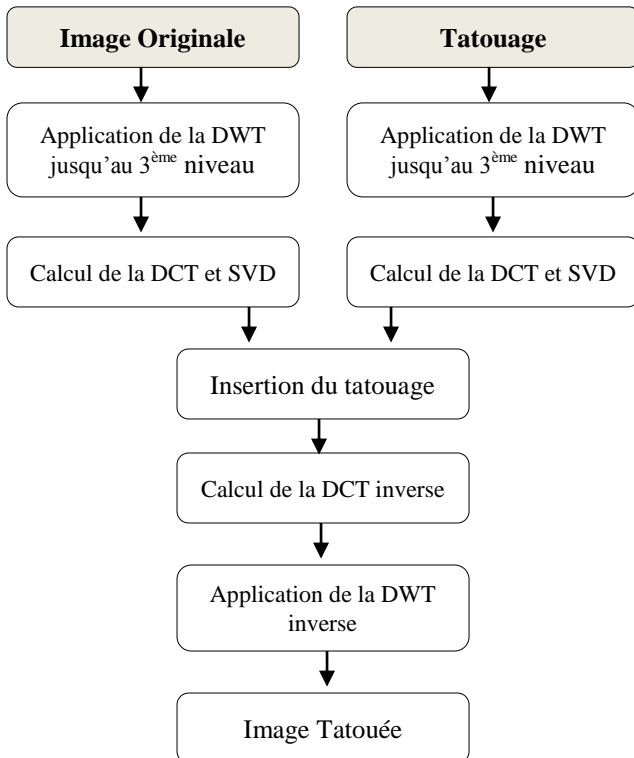 Image Originale
Tatouage
Application de la DWT
jusqu’au 3ème niveau
Application de la DWT
jusqu’au 3ème niveau
Calcul de la DCT et SVD
Calcul de la DCT et SVD
Insertion du tatouage
Calcul de la DCT inverse
Application de la DWT
inverse
Image Tatouée